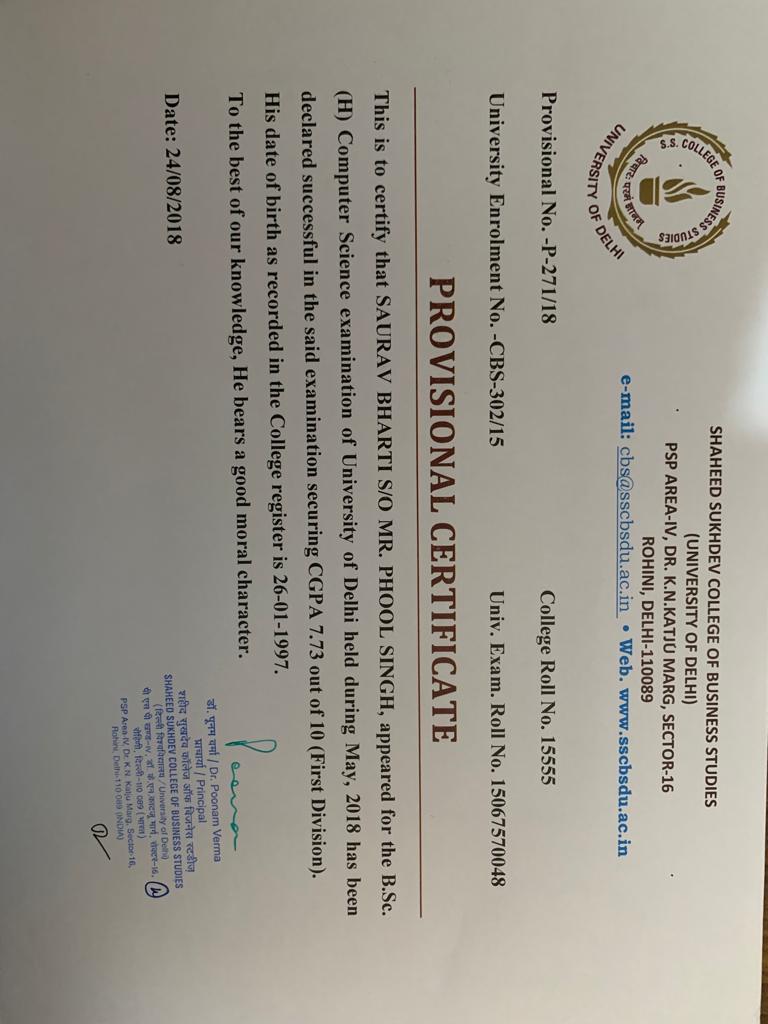 S.S. COLLEGE OF BUSINESS STUDIES
UNIVERSITY OF DELHI
SHAHEED SUKHDEV COLLEGE OF BUSINESS STUDIES
(UNIVERSITY OF DELHI)
PSP AREA-IV, DR. K.N.KATJU MARG, SECTOR-16
ROHINI, DELHI-110089
e-mail: cbs@sscbsdu.ac.in • Web. www.sscbsdu.ac.in
Provisional No. -P-271/18 College Roll No. 15555
University Enrolment No. -CBS-302/15 Univ. Exam. Roll No. 15067570048
PROVISIONAL CERTIFICATE
This is to certify that SAURAV BHARTI S/O MR. PHOOL SINGH, appeared for the B.Sc.
(H) Computer Science examination of University of Delhi held during May, 2018 has been
declared successful in the said examination securing CGPA 7.73 out of 10 (First Division).
His date of birth as recorded in the College register is 26-01-1997.
To the best of our knowledge, He bears a good moral character.
Poonam
डॉ. पूनम वर्मा / Dr. Poonam Verma
प्राचार्या / Principal
शहीद सुखदेव कॉलेज ऑफ बिजनेस स्टडीज़
SHAHEED SUKHDEV COLLEGE OF BUSINESS STUDIES
(दिल्ली विश्वविद्यालय / University of Delhi)
पी एस पी खण्ड-IV, डॉ. के एन काटजू मार्ग, सेक्टर-16,
रोहिणी, दिल्ली-110 089 (भारत)
PSP Area IV, Dr. K.N. Katju Marg, Sector-16,
Rohini, Delhi-110 089 (INDIA)
Date: 24/08/2018